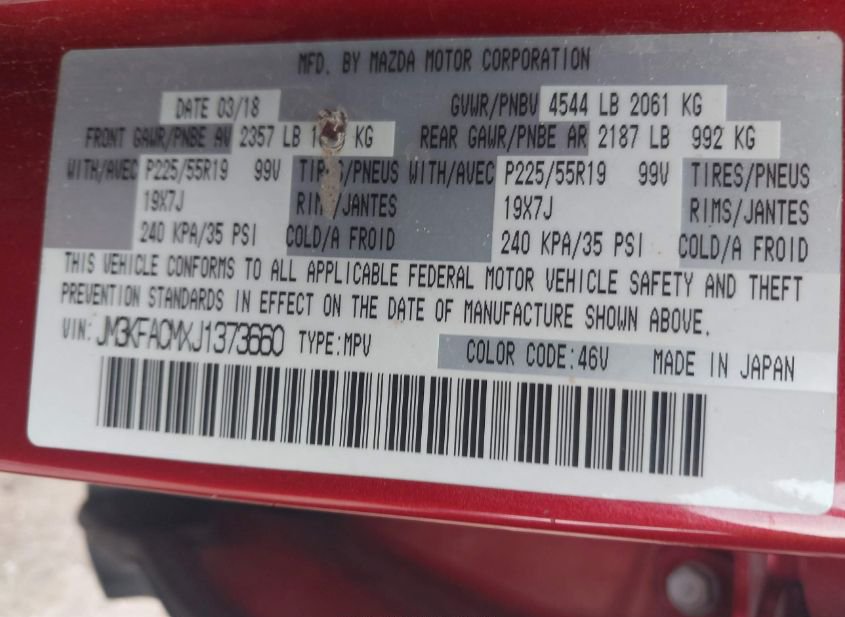 MFD. BY MAZDA MOTOR CORPORATION
DATE 03/18 GVWR/PNBV 4544 LB 2061 KG
FRONT GAWR/PNBE AV 2357 LB KG REAR GAWR/PNBE AR 2187 LB 992 KG
WITH/AVEC P225/55R19 99V TIRES/PNEUS WITH/AVEC P225/55R19 99V TIRES/PNEUS
19X7J RIMS/JANTES 19X7J RIMS/JANTES
240 KPA/35 PSI COLD/A FROID 240 KPA/35 PSI COLD/A FROID
THIS VEHICLE CONFORMS TO ALL APPLICABLE FEDERAL MOTOR VEHICLE SAFETY AND THEFT
PREVENTION STANDARDS IN EFFECT ON THE DATE OF MANUFACTURE SHOWN ABOVE.
VIN: JM3KFACMXJ1373660 TYPE:MPV COLOR CODE:46V MADE IN JAPAN